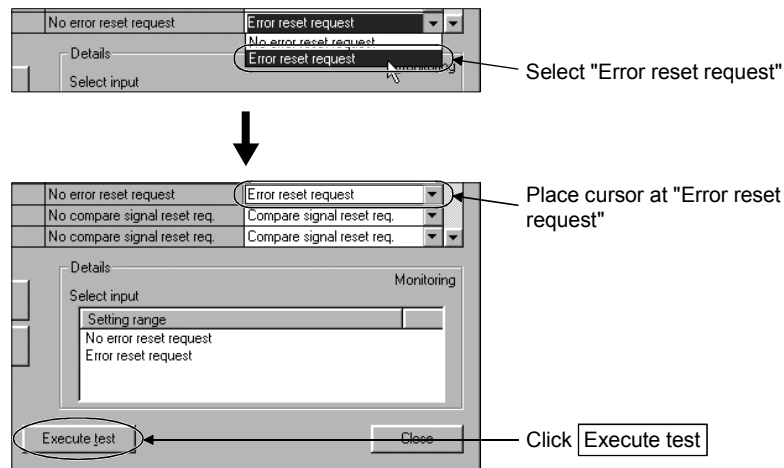 No error reset request Error reset request
No error reset request
Details
Error reset request
Monitoring
Select input
Select "Error reset request"
No error reset request Error reset request
No compare signal reset req. Compare signal reset req.
No compare signal reset req. Compare signal reset req.
Place cursor at "Error reset
request"
Details
Monitoring
Select input
Setting range
No error reset request
Error reset request
Execute test
Close
Click Execute test